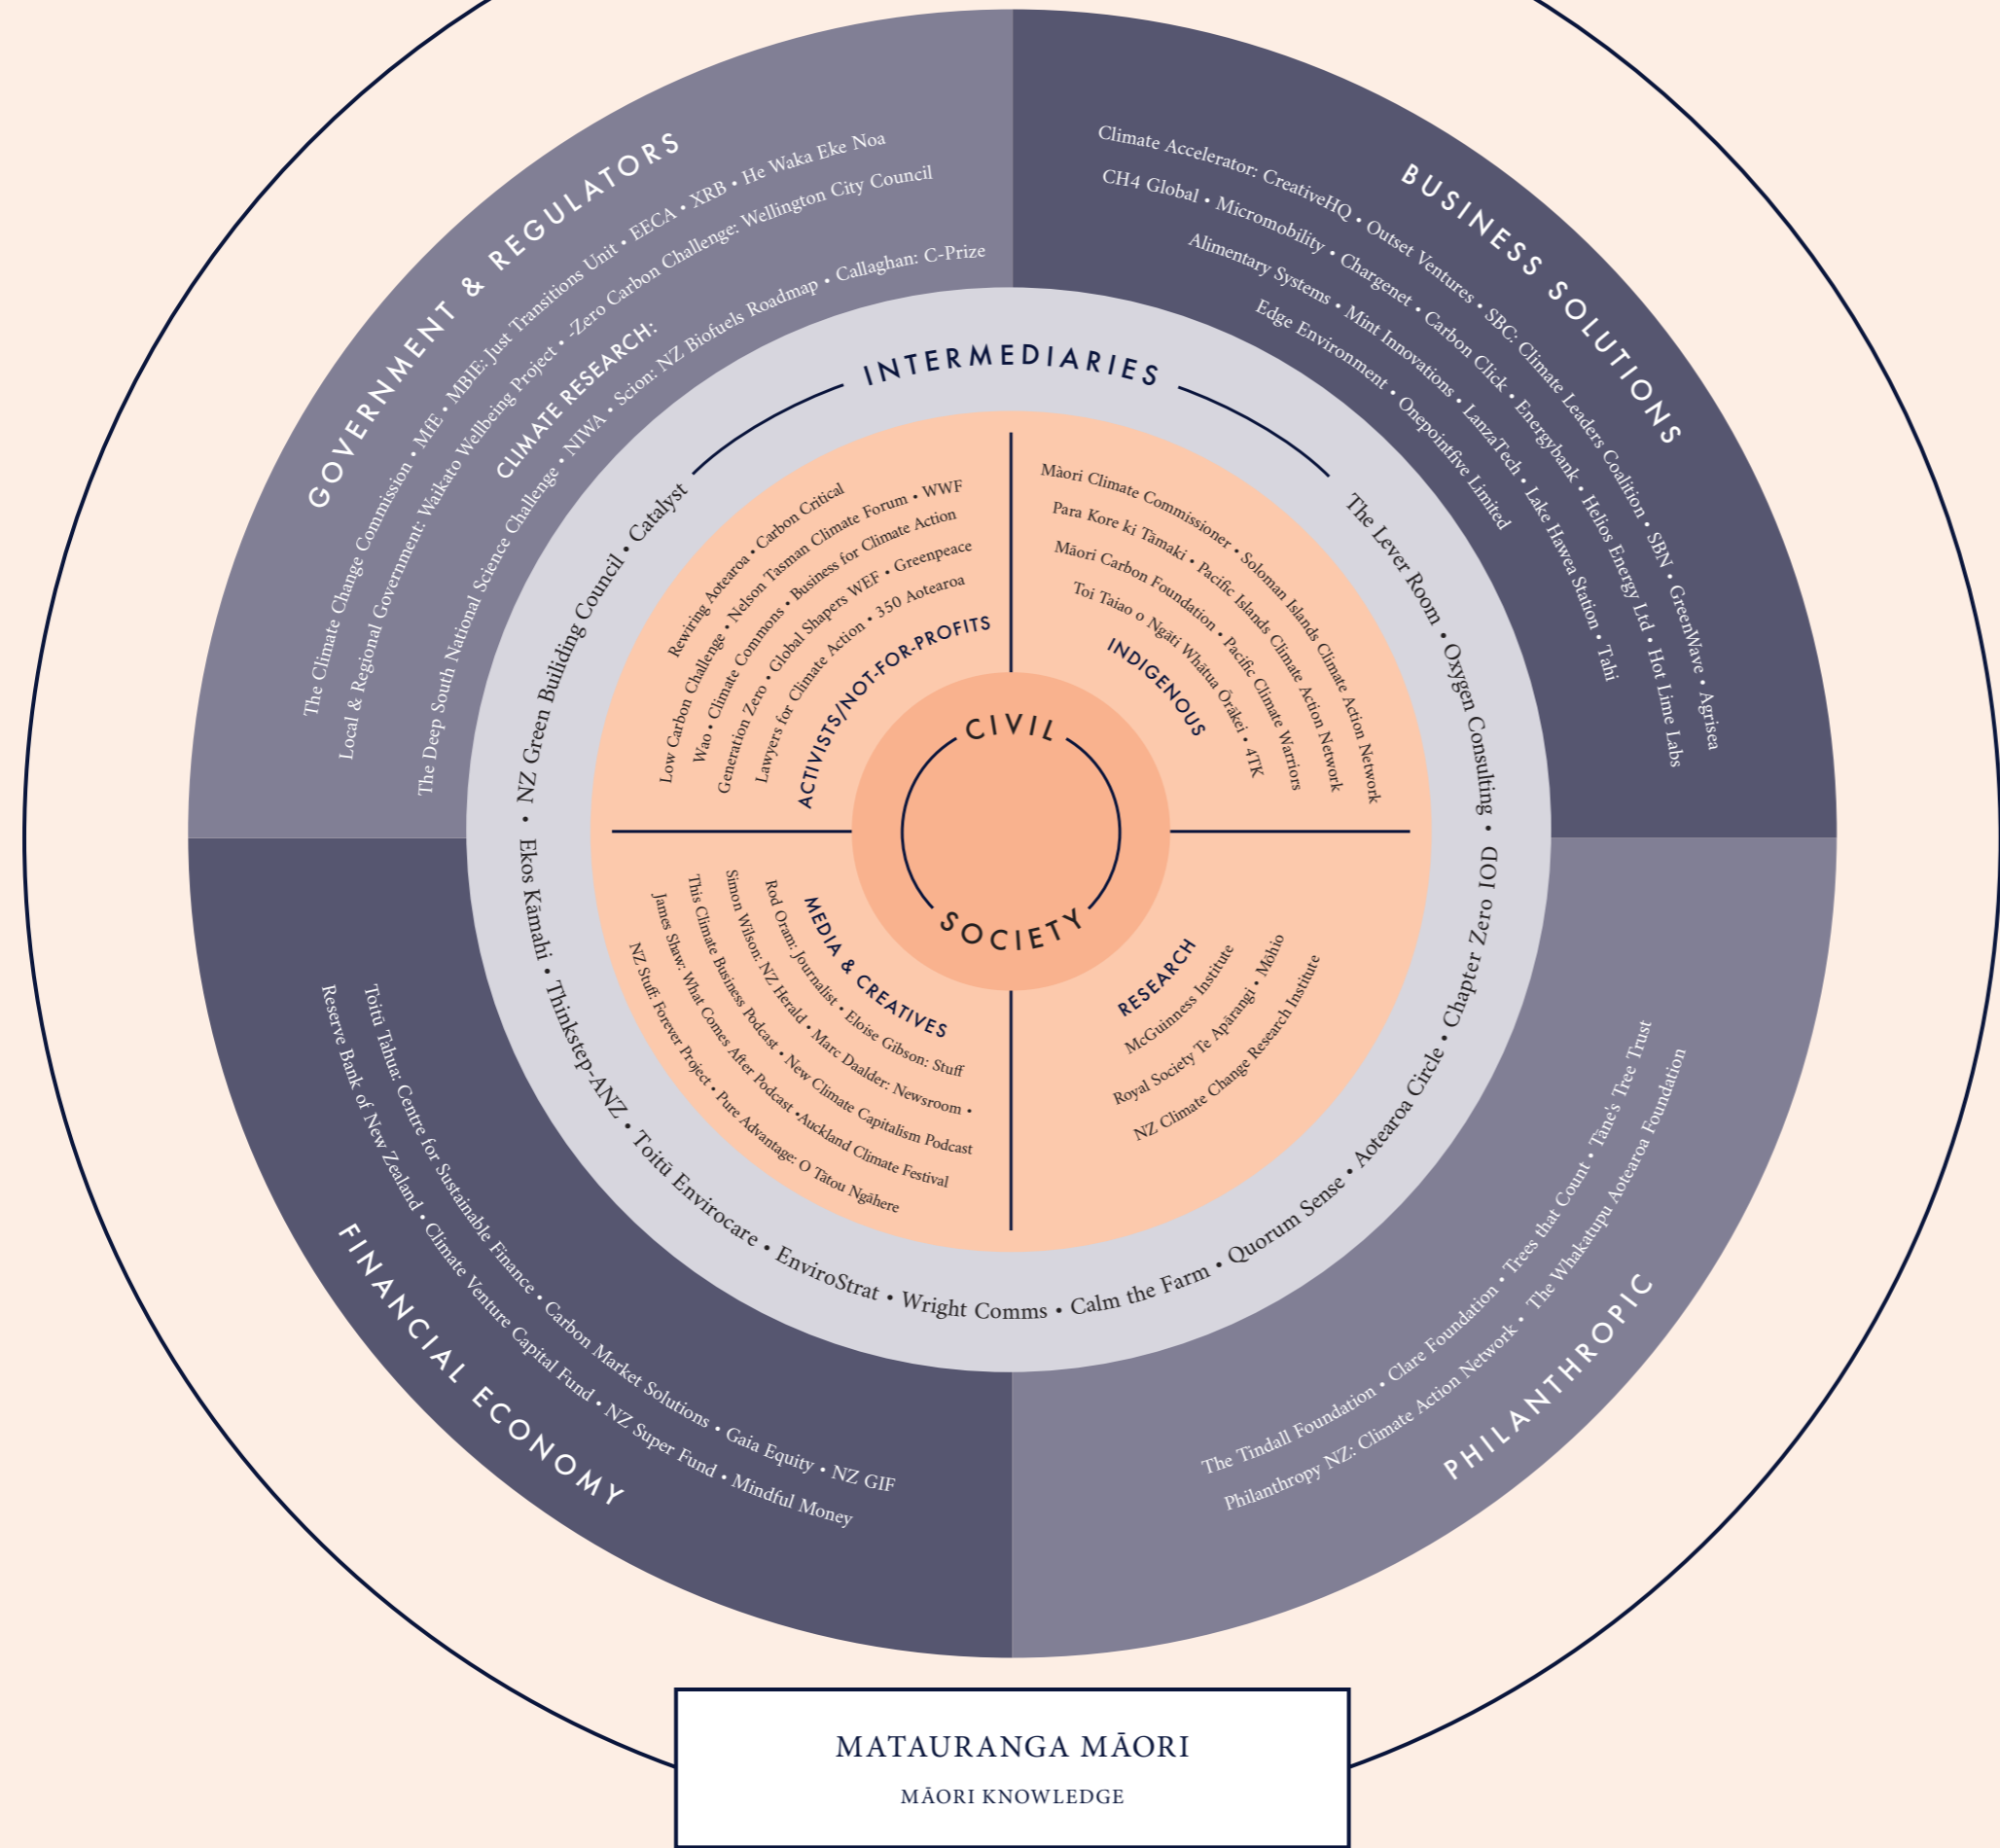 GOVERNMENT & REGULATORS
The Climate Change Commission • MfE • MBIE: Just Transitions Unit • EECA • XRB • He Waka Eke Noa
Local & Regional Government: Waikato Wellbeing Project • -Zero Carbon Challenge: Wellington City Council
CLIMATE RESEARCH:
The Deep South National Science Challenge • NIWA • Scion: NZ Biofuels Roadmap • Callaghan: C-Prize
BUSINESS SOLUTIONS
Climate Accelerator: CreativeHQ • Outset Ventures • SBC: Climate Leaders Coalition • SBN • GreenWave • Agrisea
CH4 Global • Micromobility • Chargenet • Carbon Click • Energybank • Helios Energy Ltd • Hot Lime Labs
Alimentary Systems • Mint Innovations • LanzaTech • Lake Hawea Station • Tahi
Edge Environment • Onepointfive Limited
INTERMEDIARIES
The Lever Room • Oxygen Consulting • Chapter Zero IOD • Aotearoa Circle • Quorum Sense • Calm the Farm • Wright Comms • EnviroStrat • Toitū Envirocare • Thinkstep-ANZ • Ekos Kāmahi • NZ Green Building Council • Catalyst
Rewiring Aotearoa • Carbon Critical
Low Carbon Challenge • Nelson Tasman Climate Forum • WWF
Wao • Climate Commons • Business for Climate Action
Generation Zero • Global Shapers WEF • Greenpeace
Lawyers for Climate Action • 350 Aotearoa
ACTIVISTS/NOT-FOR-PROFITS
Màori Climate Commissioner • Soloman Islands Climate Action Network
Para Kore ki Tāmaki • Pacific Islands Climate Action Network
Māori Carbon Foundation • Pacific Climate Warriors
Toi Taiao o Ngāti Whātua Ōrākei • 4TK
INDIGENOUS
CIVIL
SOCIETY
MEDIA & CREATIVES
Rod Oram: Journalist • Eloise Gibson: Stuff
Simon Wilson: NZ Herald • Marc Daalder: Newsroom •
This Climate Business Podcast • New Climate Capitalism Podcast
James Shaw: What Comes After Podcast •Auckland Climate Festival
NZ Stuff: Forever Project • Pure Advantage: O Tātou Ngāhere
RESEARCH
McGuinness Institute
Royal Society Te Apārangi • Mōhio
NZ Climate Change Research Institute
Toitū Tahua: Centre for Sustainable Finance • Carbon Market Solutions • Gaia Equity • NZ GIF
Reserve Bank of New Zealand • Climate Venture Capital Fund • NZ Super Fund • Mindful Money
FINANCIAL ECONOMY
The Tindall Foundation • Clare Foundation • Trees that Count • Tāne's Tree Trust
Philanthropy NZ: Climate Action Network • The Whakatupu Aotearoa Foundation
PHILANTHROPIC
MATAURANGA MĀORI
MĀORI KNOWLEDGE